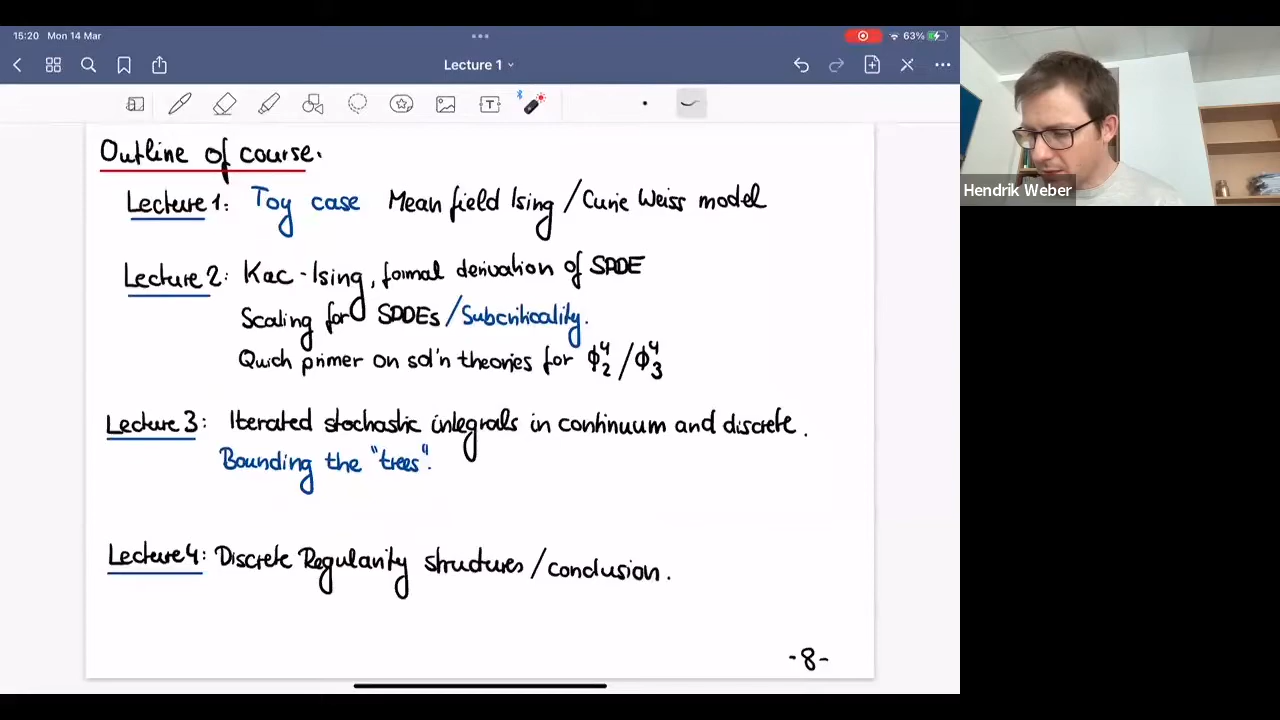 15:20 Mon 14 Mar
63%
Lecture 1
Hendrik Weber
Outline of course.
Lecture 1: Toy case Mean field Ising / Curie Weiss model
Lecture 2: Kac-Ising, formal derivation of SPDE
Scaling for SPDEs / Subcriticality.
Quick primer on sol'n theories for ϕ⁴₂ / ϕ⁴₃
Lecture 3: Iterated stochastic integrals in continuum and discrete.
Bounding the "trees".
Lecture 4: Discrete Regularity structures / conclusion.
-8-